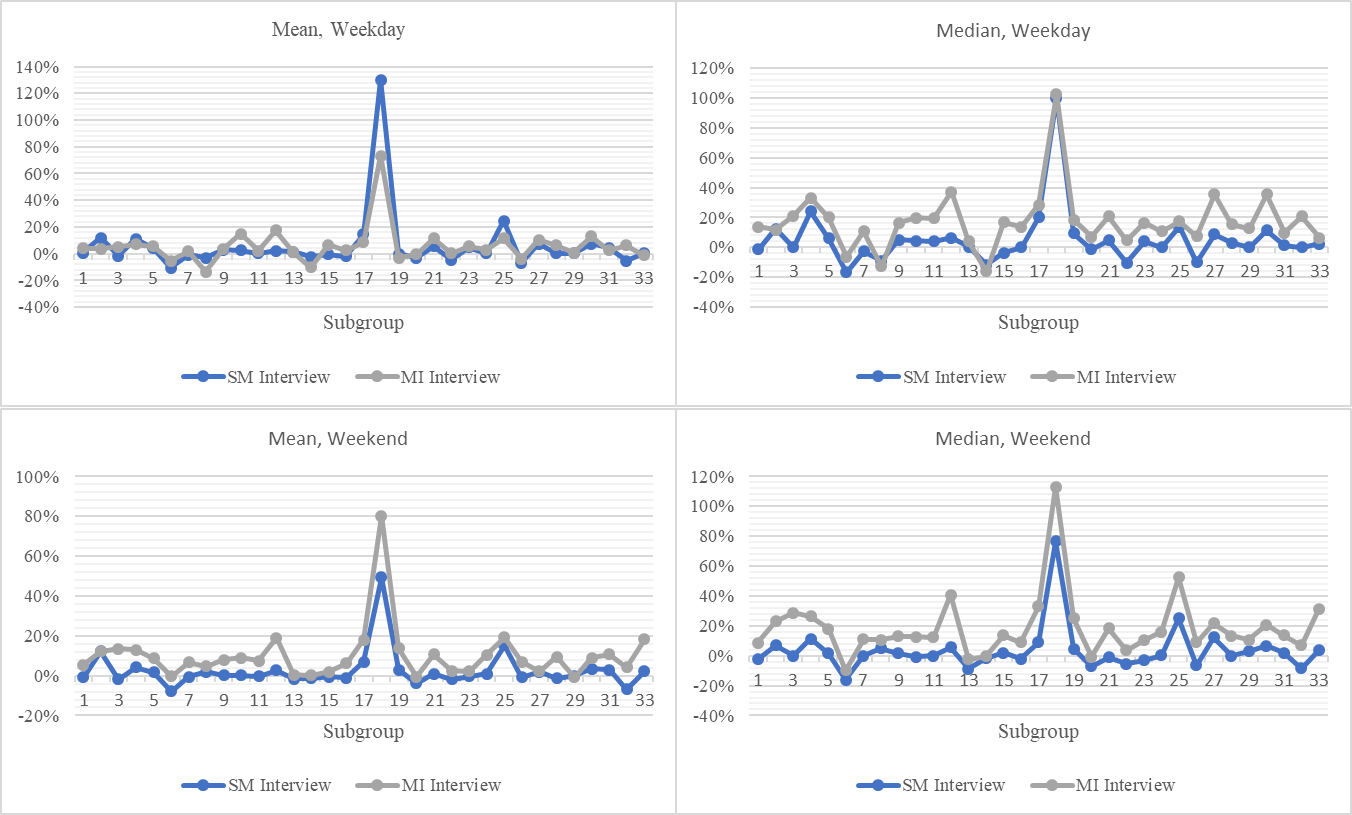 Mean, Weekday
140%
120%
100%
80%
60%
40%
20%
0%
-20%
-40%
1 3 5 7 9 11 13 15 17 19 21 23 25 27 29 31 33
Subgroup
SM Interview MI Interview
Median, Weekday
120%
100%
80%
60%
40%
20%
0%
-20%
-40%
1 3 5 7 9 11 13 15 17 19 21 23 25 27 29 31 33
Subgroup
SM Interview MI Interview
Mean, Weekend
100%
80%
60%
40%
20%
0%
-20%
1 3 5 7 9 11 13 15 17 19 21 23 25 27 29 31 33
Subgroup
SM Interview MI Interview
Median, Weekend
120%
100%
80%
60%
40%
20%
0%
-20%
-40%
1 3 5 7 9 11 13 15 17 19 21 23 25 27 29 31 33
Subgroup
SM Interview MI Interview